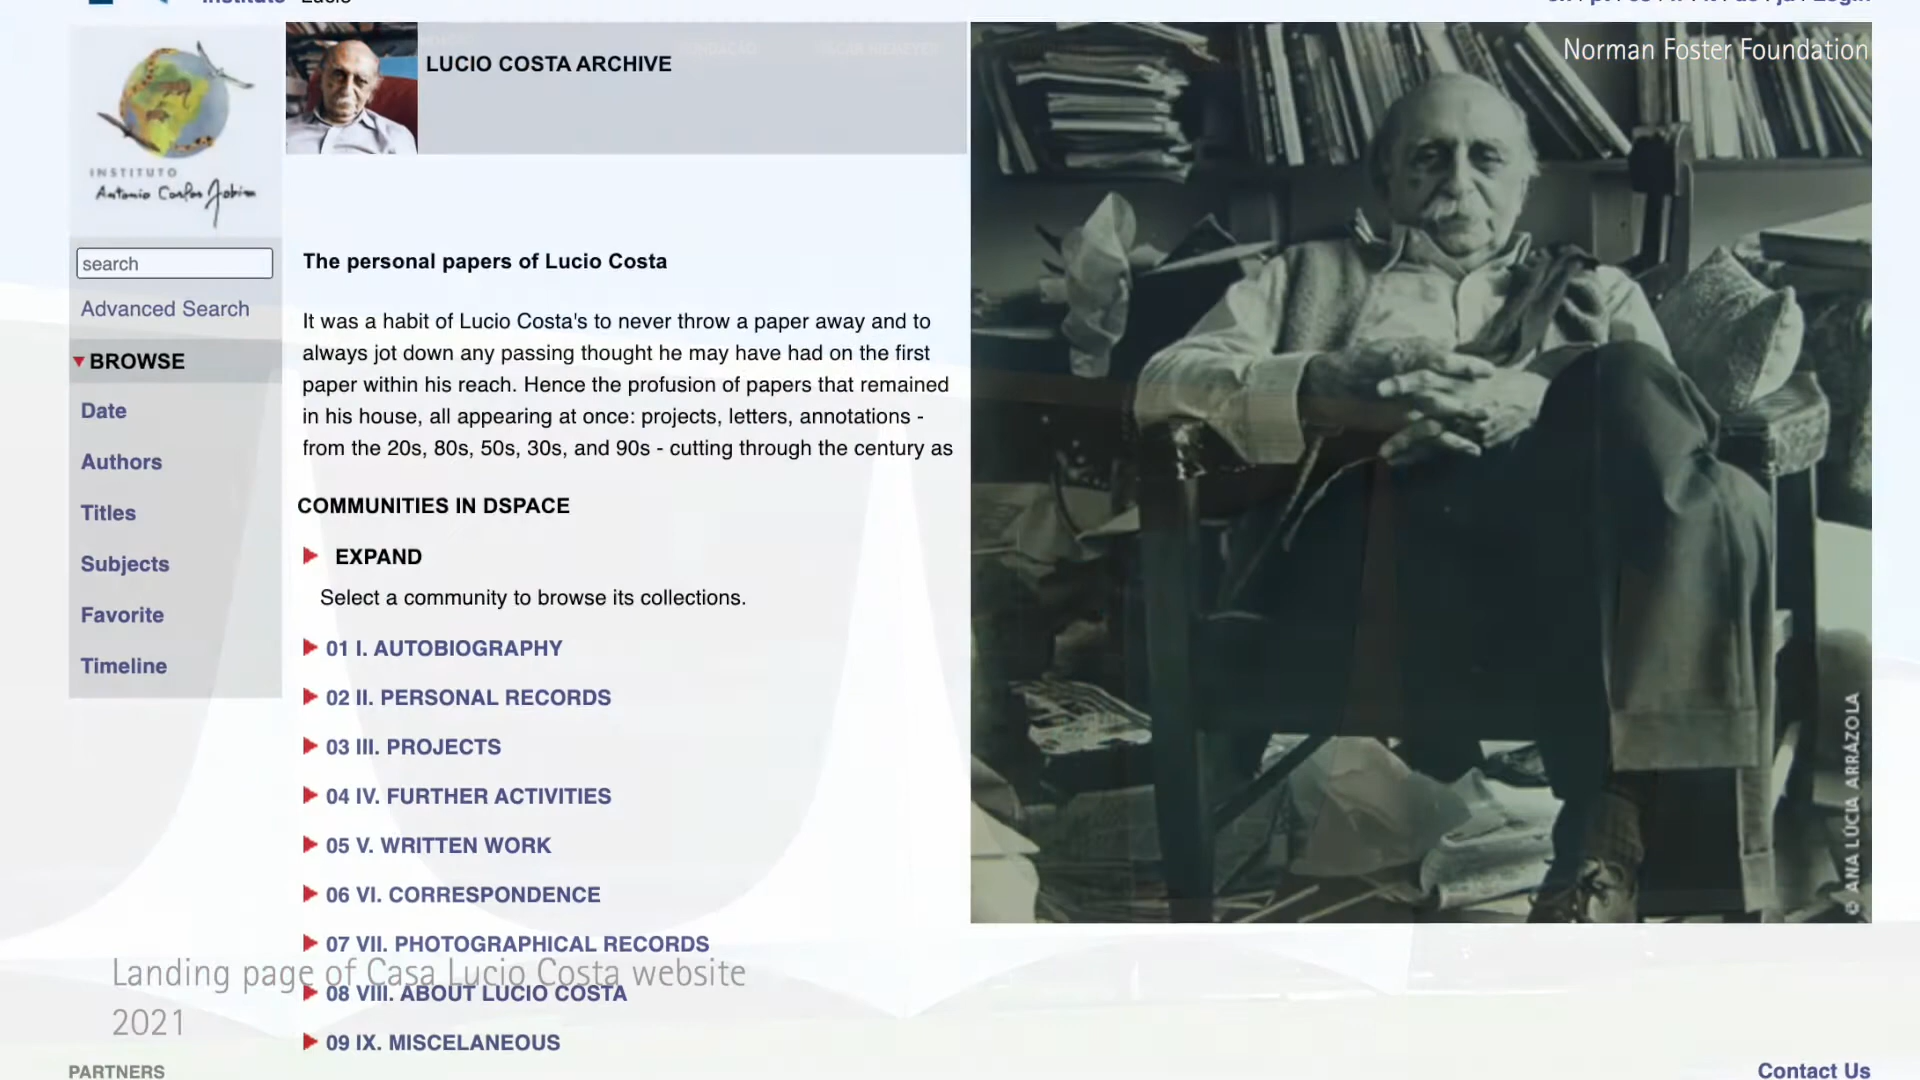 Norman Foster Foundation
LUCIO COSTA ARCHIVE
INSTITUTO
Antonio Carlos Jobim
search
Advanced Search
BROWSE
Date
Authors
Titles
Subjects
Favorite
Timeline
The personal papers of Lucio Costa
It was a habit of Lucio Costa's to never throw a paper away and to
always jot down any passing thought he may have had on the first
paper within his reach. Hence the profusion of papers that remained
in his house, all appearing at once: projects, letters, annotations -
from the 20s, 80s, 50s, 30s, and 90s - cutting through the century as
COMMUNITIES IN DSPACE
EXPAND
Select a community to browse its collections.
01 I. AUTOBIOGRAPHY
02 II. PERSONAL RECORDS
03 III. PROJECTS
04 IV. FURTHER ACTIVITIES
05 V. WRITTEN WORK
06 VI. CORRESPONDENCE
07 VII. PHOTOGRAPHICAL RECORDS
08 VIII. ABOUT LUCIO COSTA
09 IX. MISCELANEOUS
© ANA LÚCIA ARRÁZOLA
Landing page of Casa Lucio Costa website
2021
PARTNERS
Contact Us